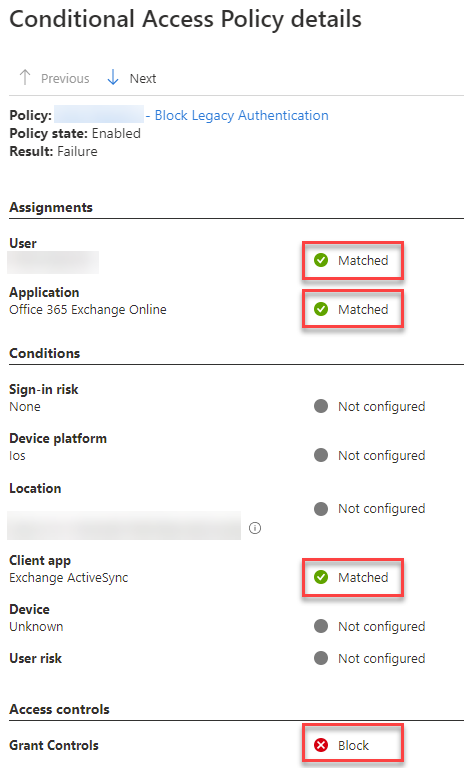 Conditional Access Policy details
Previous Next
Policy: - Block Legacy Authentication
Policy state: Enabled
Result: Failure
Assignments
User
Matched
Application
Office 365 Exchange Online
Matched
Conditions
Sign-in risk
None
Not configured
Device platform
Ios
Not configured
Location
Not configured
Client app
Exchange ActiveSync
Matched
Device
Unknown
Not configured
User risk
Not configured
Access controls
Grant Controls
Block